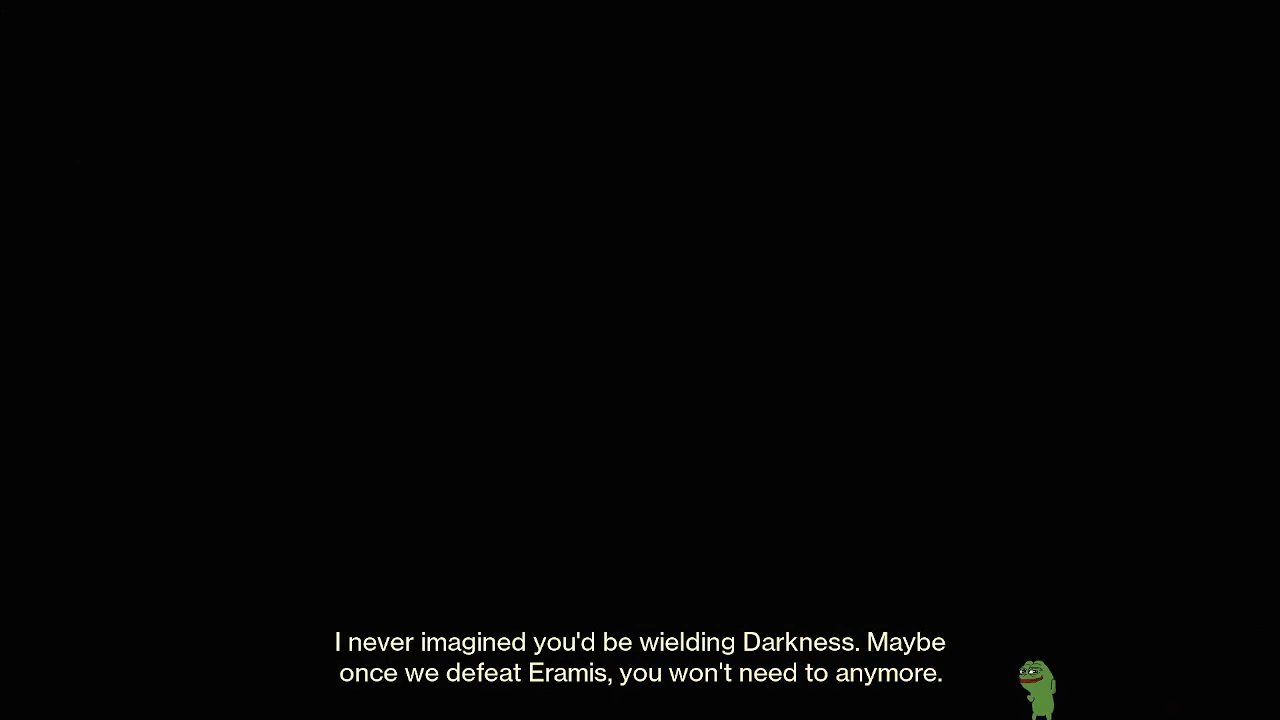 I never imagined you'd be wielding Darkness. Maybe
once we defeat Eramis, you won't need to anymore.